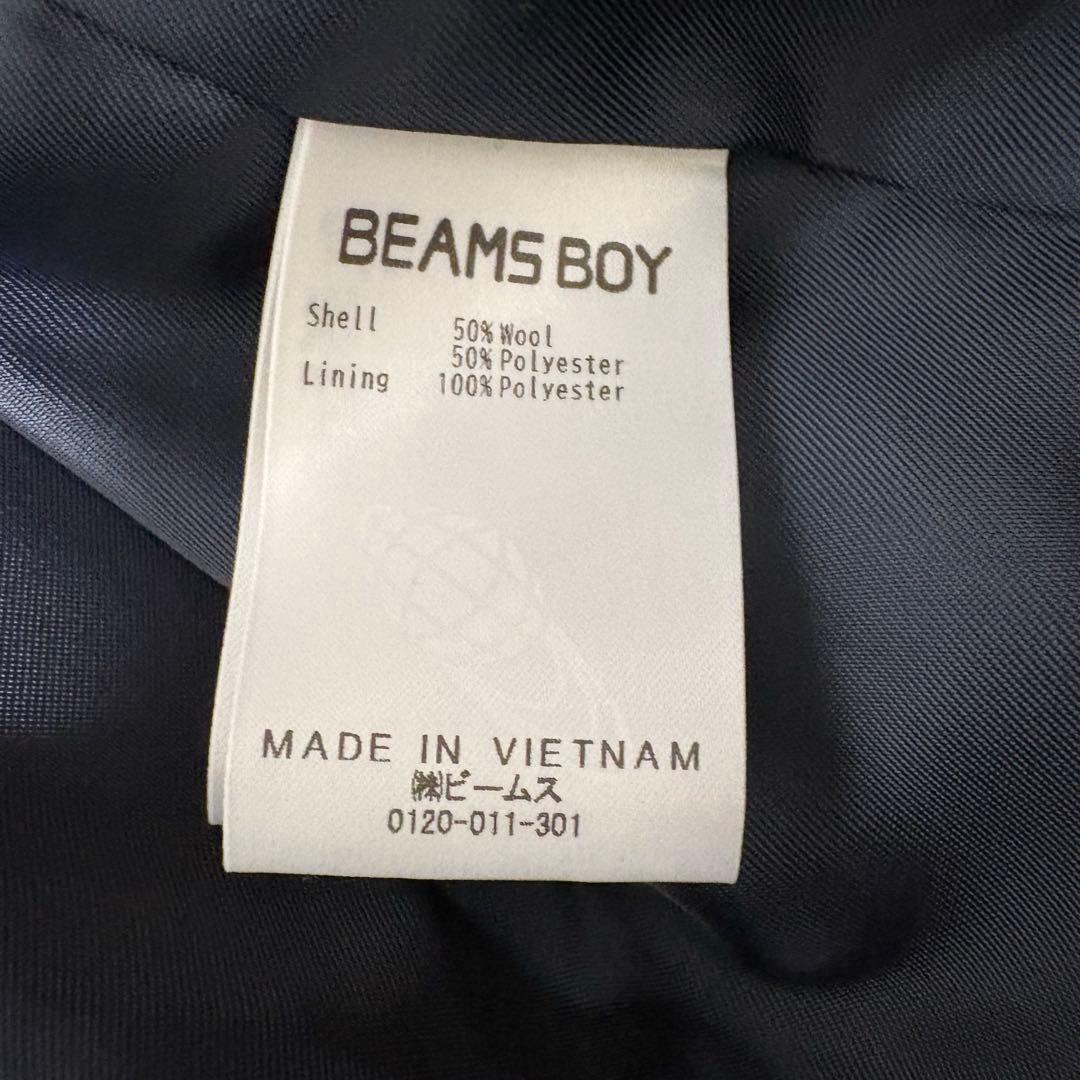 BEAMS BOY
Shell 50% Wool
50% Polyester
Lining 100% Polyester
MADE IN VIETNAM
㈱ビームス
0120-011-301